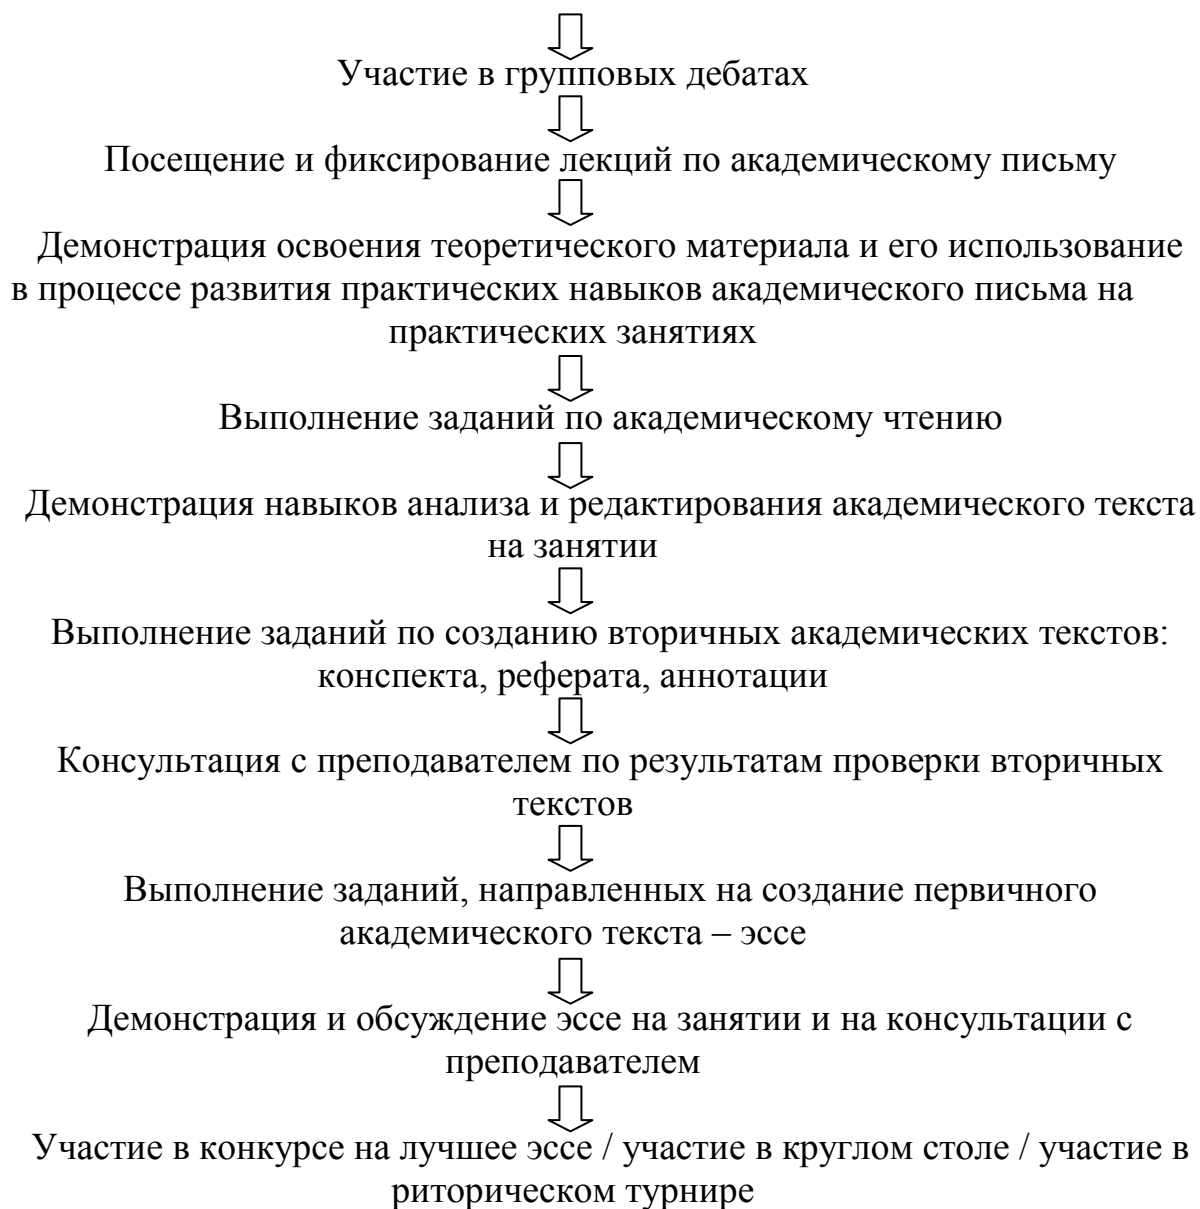 Участие в групповых дебатах
Посещение и фиксирование лекций по академическому письму
Демонстрация освоения теоретического материала и его использование
в процессе развития практических навыков академического письма на
практических занятиях
Выполнение заданий по академическому чтению
Демонстрация навыков анализа и редактирования академического текста
на занятии
Выполнение заданий по созданию вторичных академических текстов:
конспекта, реферата, аннотации
Консультация с преподавателем по результатам проверки вторичных
текстов
Выполнение заданий, направленных на создание первичного
академического текста – эссе
Демонстрация и обсуждение эссе на занятии и на консультации с
преподавателем
Участие в конкурсе на лучшее эссе / участие в круглом столе / участие в
риторическом турнире